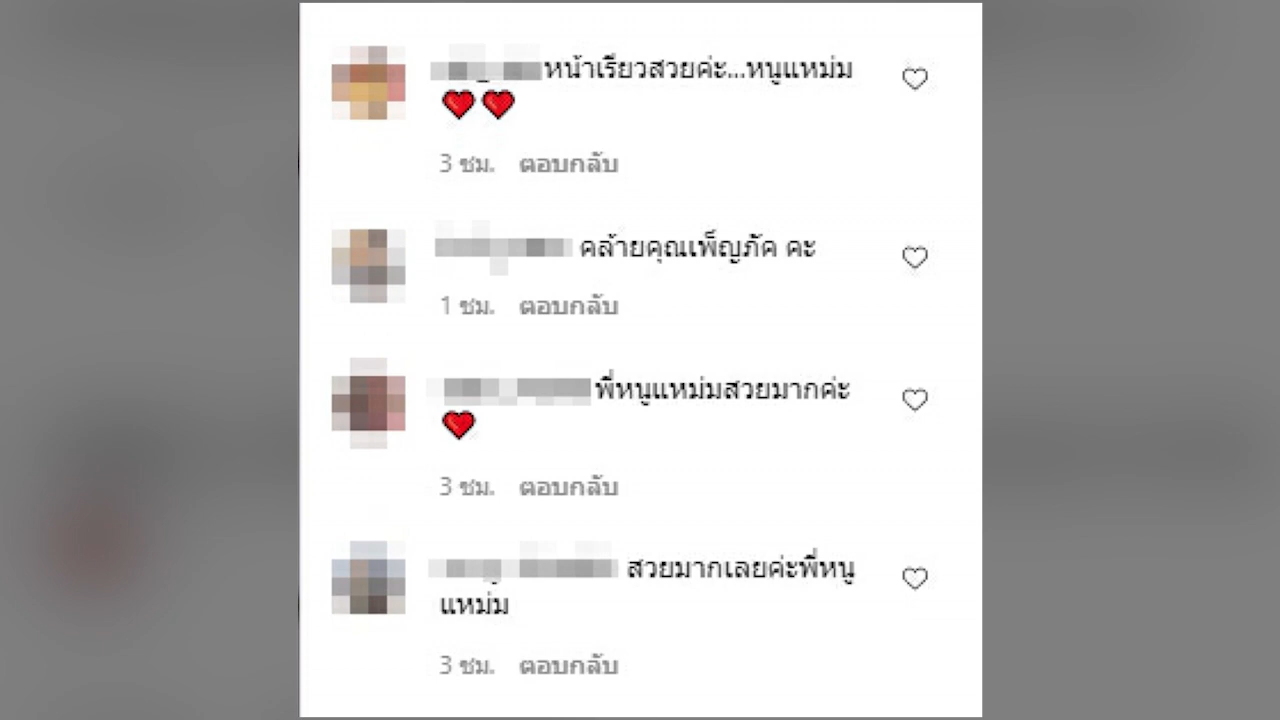 หน้าเรียวสวยค่ะ...หนูแหม่ม
❤️❤️
3 ชม. ตอบกลับ
คล้ายคุณเพ็ญภัค คะ
1 ชม. ตอบกลับ
พี่หนูแหม่มสวยมากค่ะ
❤️
3 ชม. ตอบกลับ
สวยมากเลยค่ะพี่หนู
แหม่ม
3 ชม. ตอบกลับ